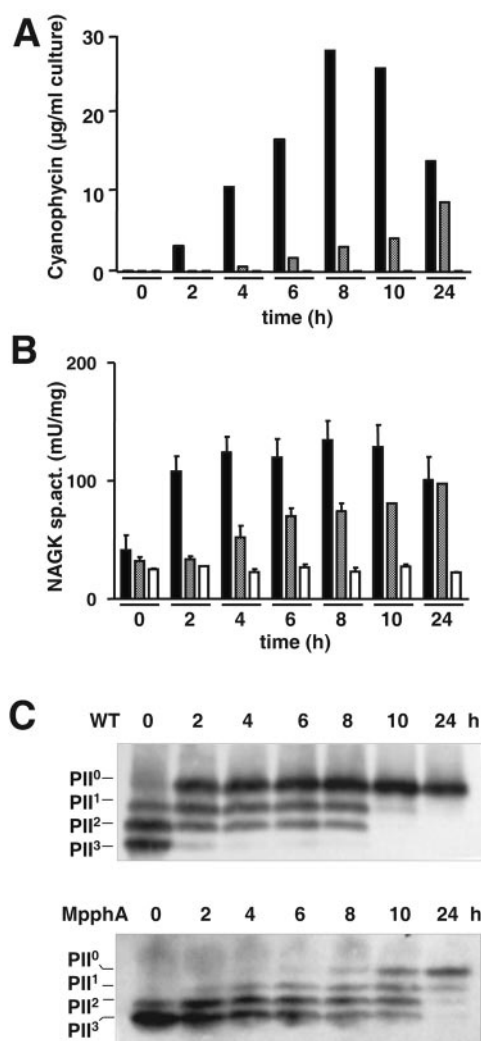 A
Cyanophycin (µg/ml culture)
30
20
10
0
0 2 4 6 8 10 24
time (h)
B
NAGK sp.act. (mU/mg)
200
100
0
0 2 4 6 8 10 24
time (h)
C
WT 0 2 4 6 8 10 24 h
PII⁰
PII¹
PII²
PII³
MpphA 0 2 4 6 8 10 24 h
PII⁰
PII¹
PII²
PII³